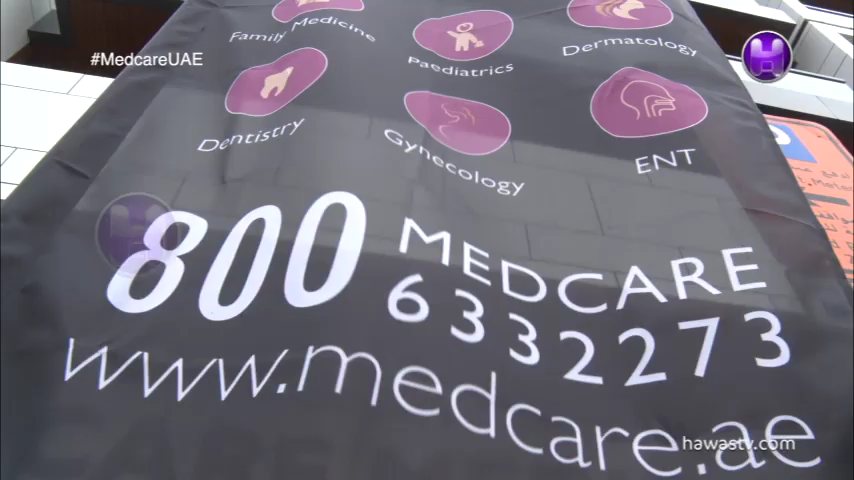 #MedcareUAE
Family Medicine
Paediatrics
Dermatology
Dentistry
Gynecology
ENT
800 MEDCARE
6332273
www.medcare.ae
hawastv.com